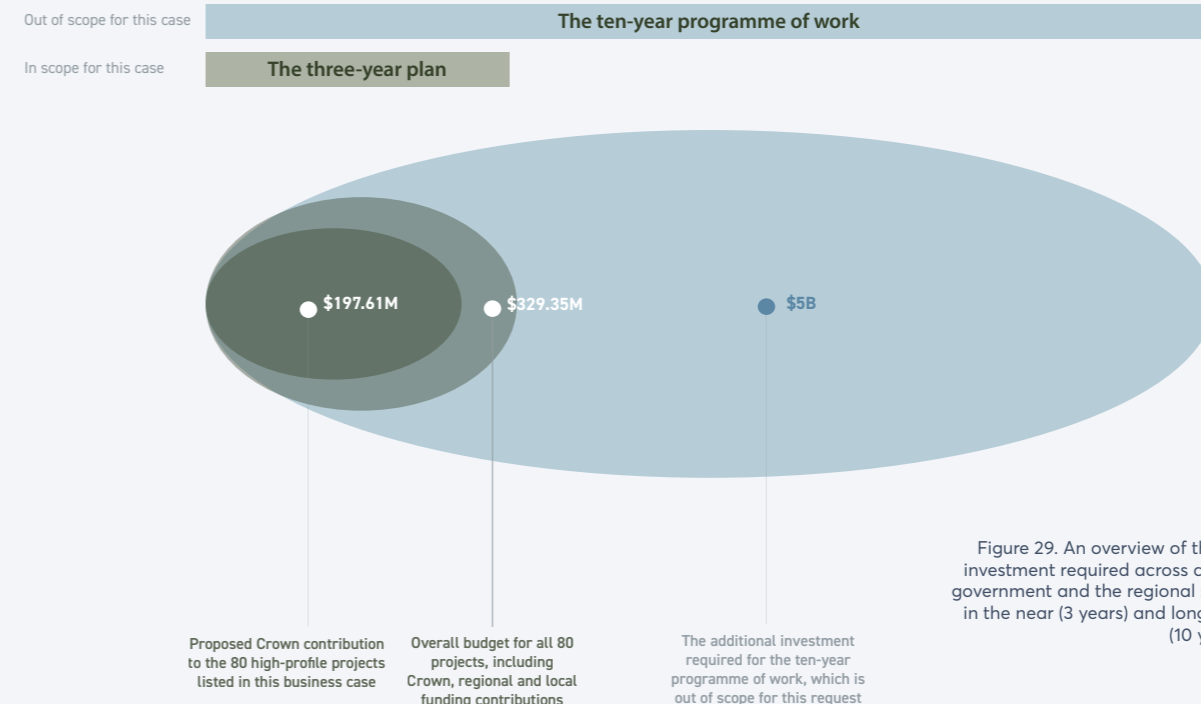 Out of scope for this case
The ten-year programme of work
In scope for this case
The three-year plan
$197.61M
$329.35M
$5B
Figure 29. An overview of
investment required across
government and the regional
in the near (3 years) and
(10
Proposed Crown contribution
to the 80 high-profile projects
listed in this business case
Overall budget for all 80
projects, including
Crown, regional and local
funding contributions
The additional investment
required for the ten-year
programme of work, which is
out of scope for this request